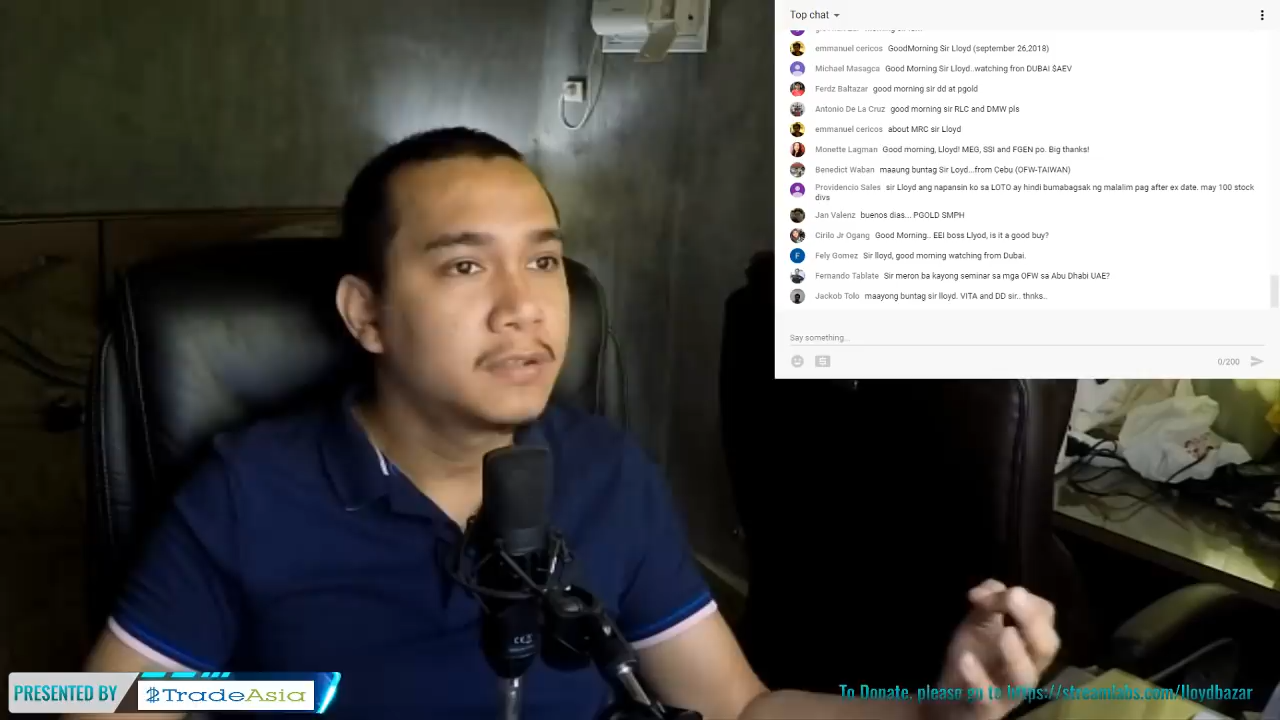 Top chat
emmanuel cericos GoodMorning Sir Lloyd (september 26,2018)
Michael Masagca Good Morning Sir Lloyd..watching fron DUBAI $AEV
Ferdz Baltazar good morning sir dd at pgold
Antonio De La Cruz good morning sir RLC and DMW pls
emmanuel cericos about MRC sir Lloyd
Monette Lagman Good morning, Lloyd! MEG, SSI and FGEN po. Big thanks!
Benedict Waban maaung buntag Sir Loyd...from Cebu (OFW-TAIWAN)
Providencio Sales sir Lloyd ang napansin ko sa LOTO ay hindi bumabagsak ng malalim pag after ex date. may 100 stock
divs
Jan Valenz buenos dias... PGOLD SMPH
Cirilo Jr Ogang Good Morning.. EEI boss Llyod, is it a good buy?
Fely Gomez Sir lloyd, good morning watching from Dubai.
Fernando Tablate Sir meron ba kayong seminar sa mga OFW sa Abu Dhabi UAE?
Jackob Tolo maayong buntag sir lloyd. VITA and DD sir.. thnks..
Say something...
0/200
PRESENTED BY
$TradeAsia
To Donate, please go to https://streamlabs.com/lloydbazar